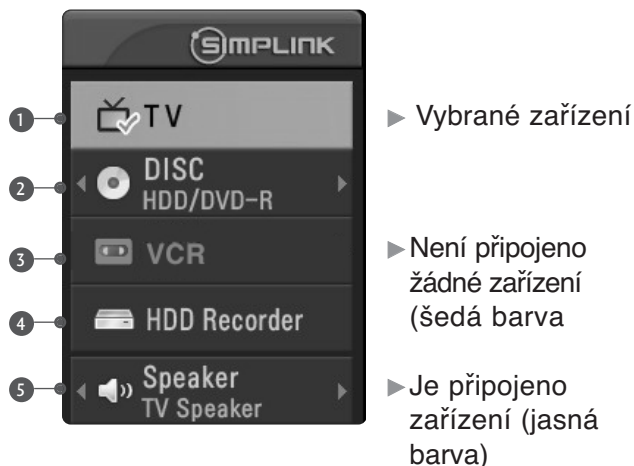 SIMPLINK
1 TV
Vybrané zařízení
2 DISC
HDD/DVD-R
3 VCR
Není připojeno
žádné zařízení
(šedá barva
4 HDD Recorder
5 Speaker
TV Speaker
Je připojeno
zařízení (jasná
barva)